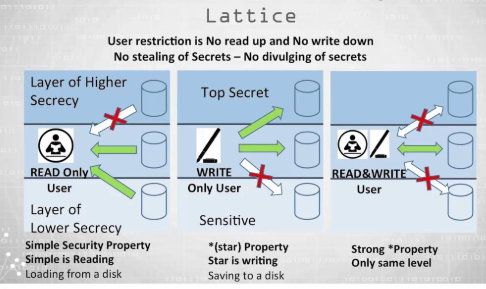 Lattice
User restriction is No read up and No write down
No stealing of Secrets – No divulging of secrets
Layer of Higher
Secrecy
READ Only
User
Layer of
Lower Secrecy
Top Secret
WRITE
Only User
Sensitive
READ&WRITE
User
Simple Security Property
Simple is Reading
Loading from a disk
*(star) Property
Star is writing
Saving to a disk
Strong *Property
Only same level